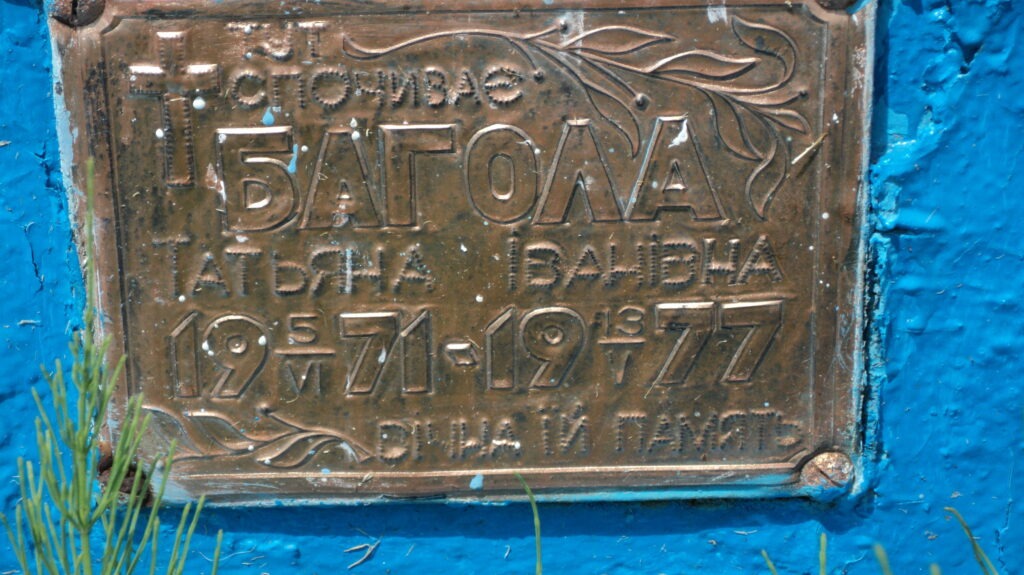 ТУТ
СПОЧИВАЄ
БАГОЛА
ТАТЬЯНА ІВАНІВНА
19 5/VI 71 - 19 13/V 77
ВІЧНА ЇЙ ПАМЯТЬ